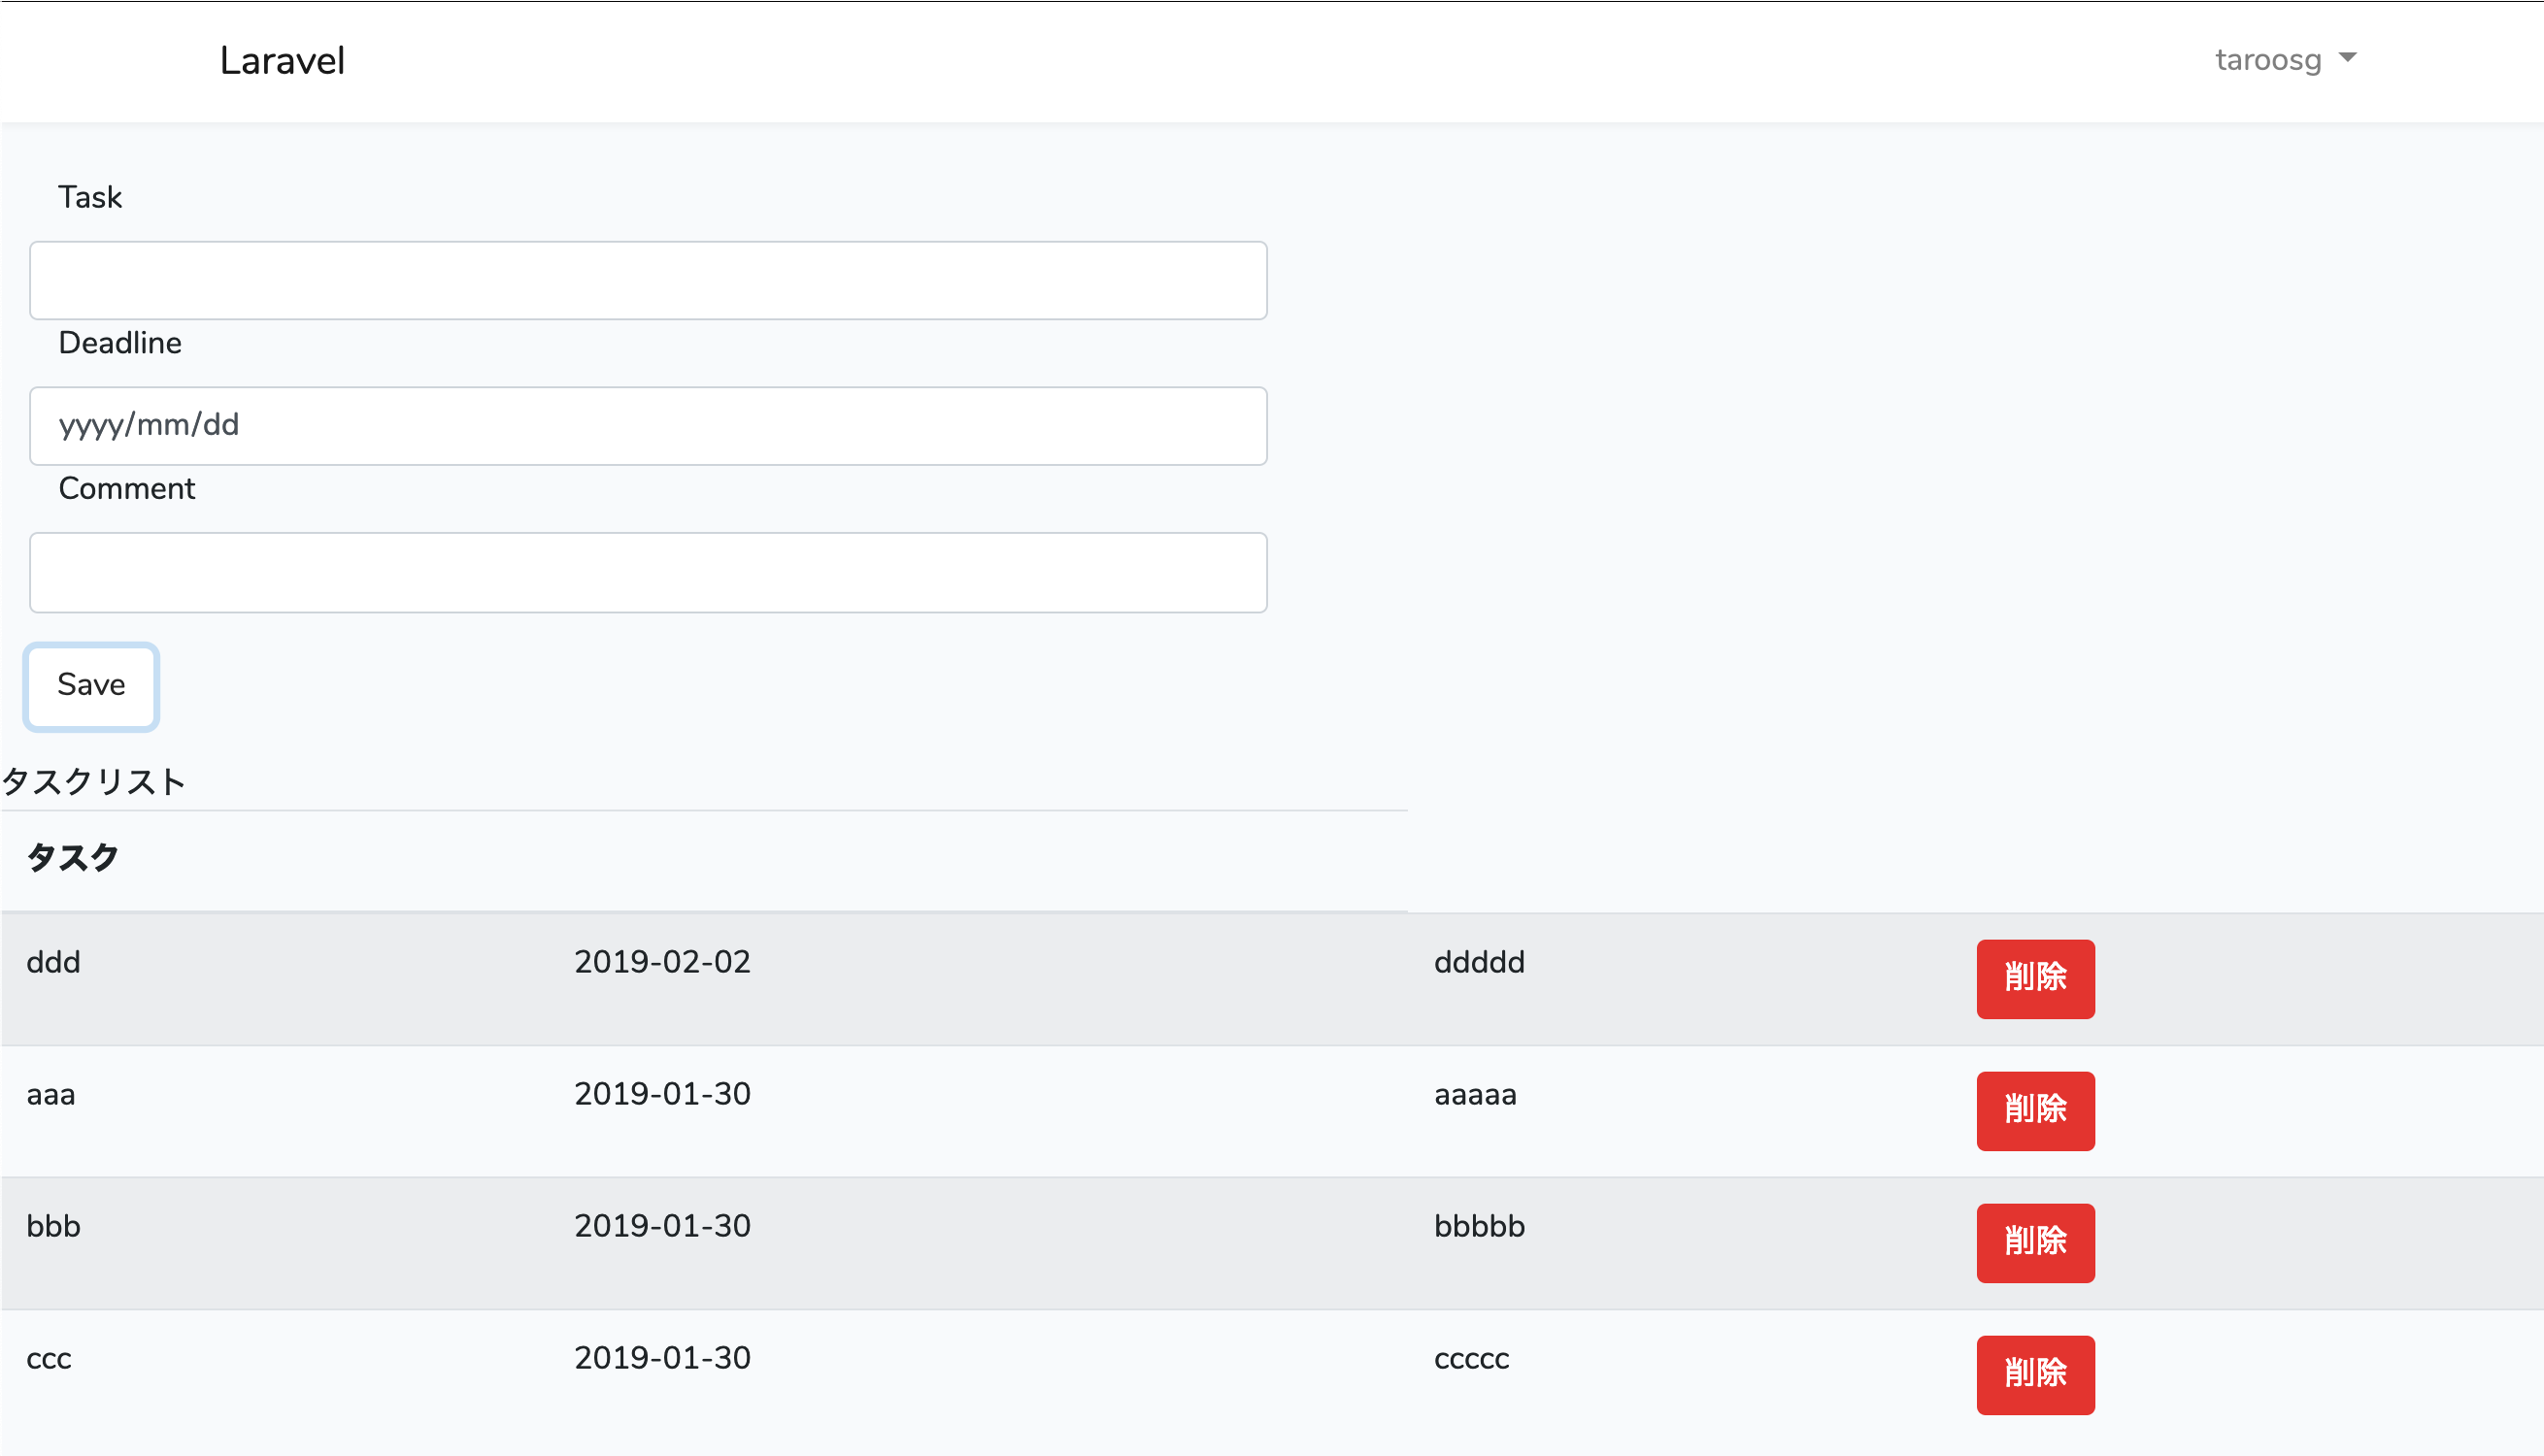 Laravel taroosg
Task
Deadline
yyyy/mm/dd
Comment
Save
タスクリスト
タスク
ddd 2019-02-02 ddddd 削除
aaa 2019-01-30 aaaaa 削除
bbb 2019-01-30 bbbbb 削除
ccc 2019-01-30 ccccc 削除